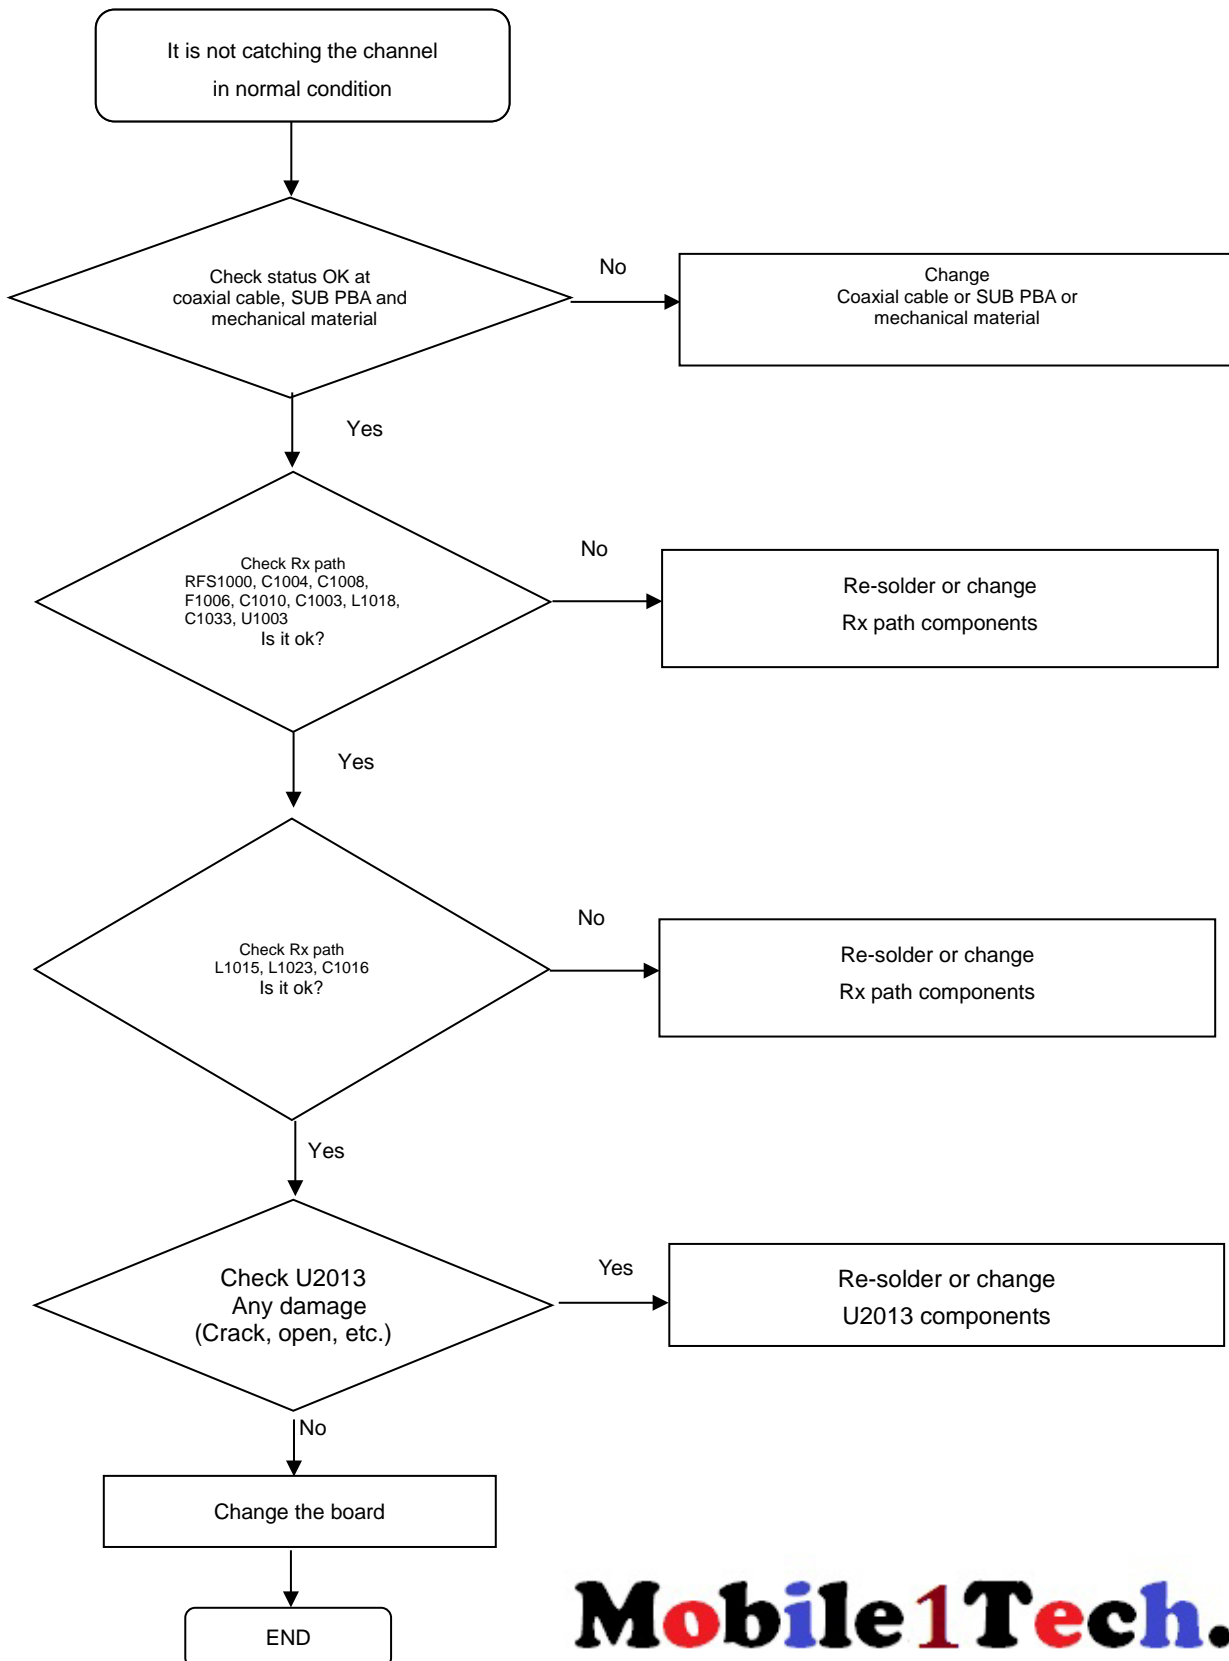 It is not catching the channel
in normal condition
Check status OK at
coaxial cable, SUB PBA and
mechanical material
No
Change
Coaxial cable or SUB PBA or
mechanical material
Yes
Check Rx path
RFS1000, C1004, C1008,
F1006, C1010, C1003, L1018,
C1033, U1003
Is it ok?
No
Re-solder or change
Rx path components
Yes
Check Rx path
L1015, L1023, C1016
Is it ok?
No
Re-solder or change
Rx path components
Yes
Check U2013
Any damage
(Crack, open, etc.)
Yes
Re-solder or change
U2013 components
No
Change the board
END
Mobile1Tech.